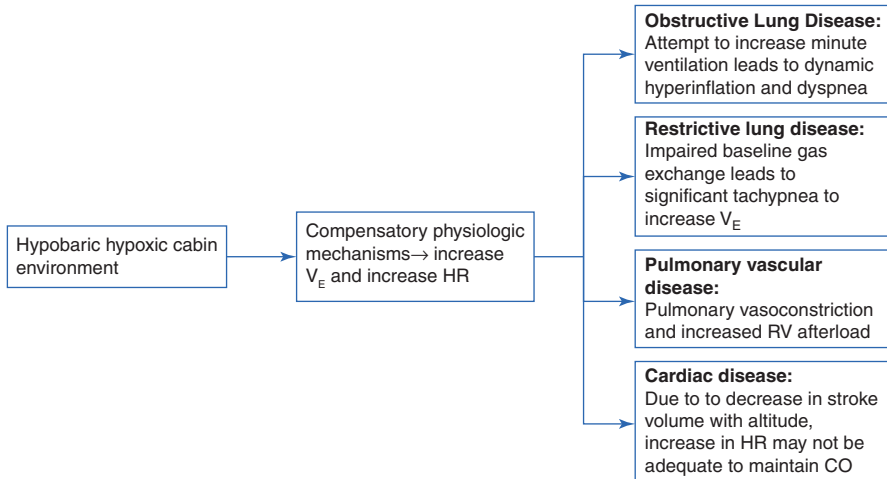 Hypobaric hypoxic cabin
environment
Compensatory physiologic
mechanisms→ increase
V_E and increase HR
Obstructive Lung Disease:
Attempt to increase minute
ventilation leads to dynamic
hyperinflation and dyspnea
Restrictive lung disease:
Impaired baseline gas
exchange leads to
significant tachypnea to
increase V_E
Pulmonary vascular
disease:
Pulmonary vasoconstriction
and increased RV afterload
Cardiac disease:
Due to to decrease in stroke
volume with altitude,
increase in HR may not be
adequate to maintain CO